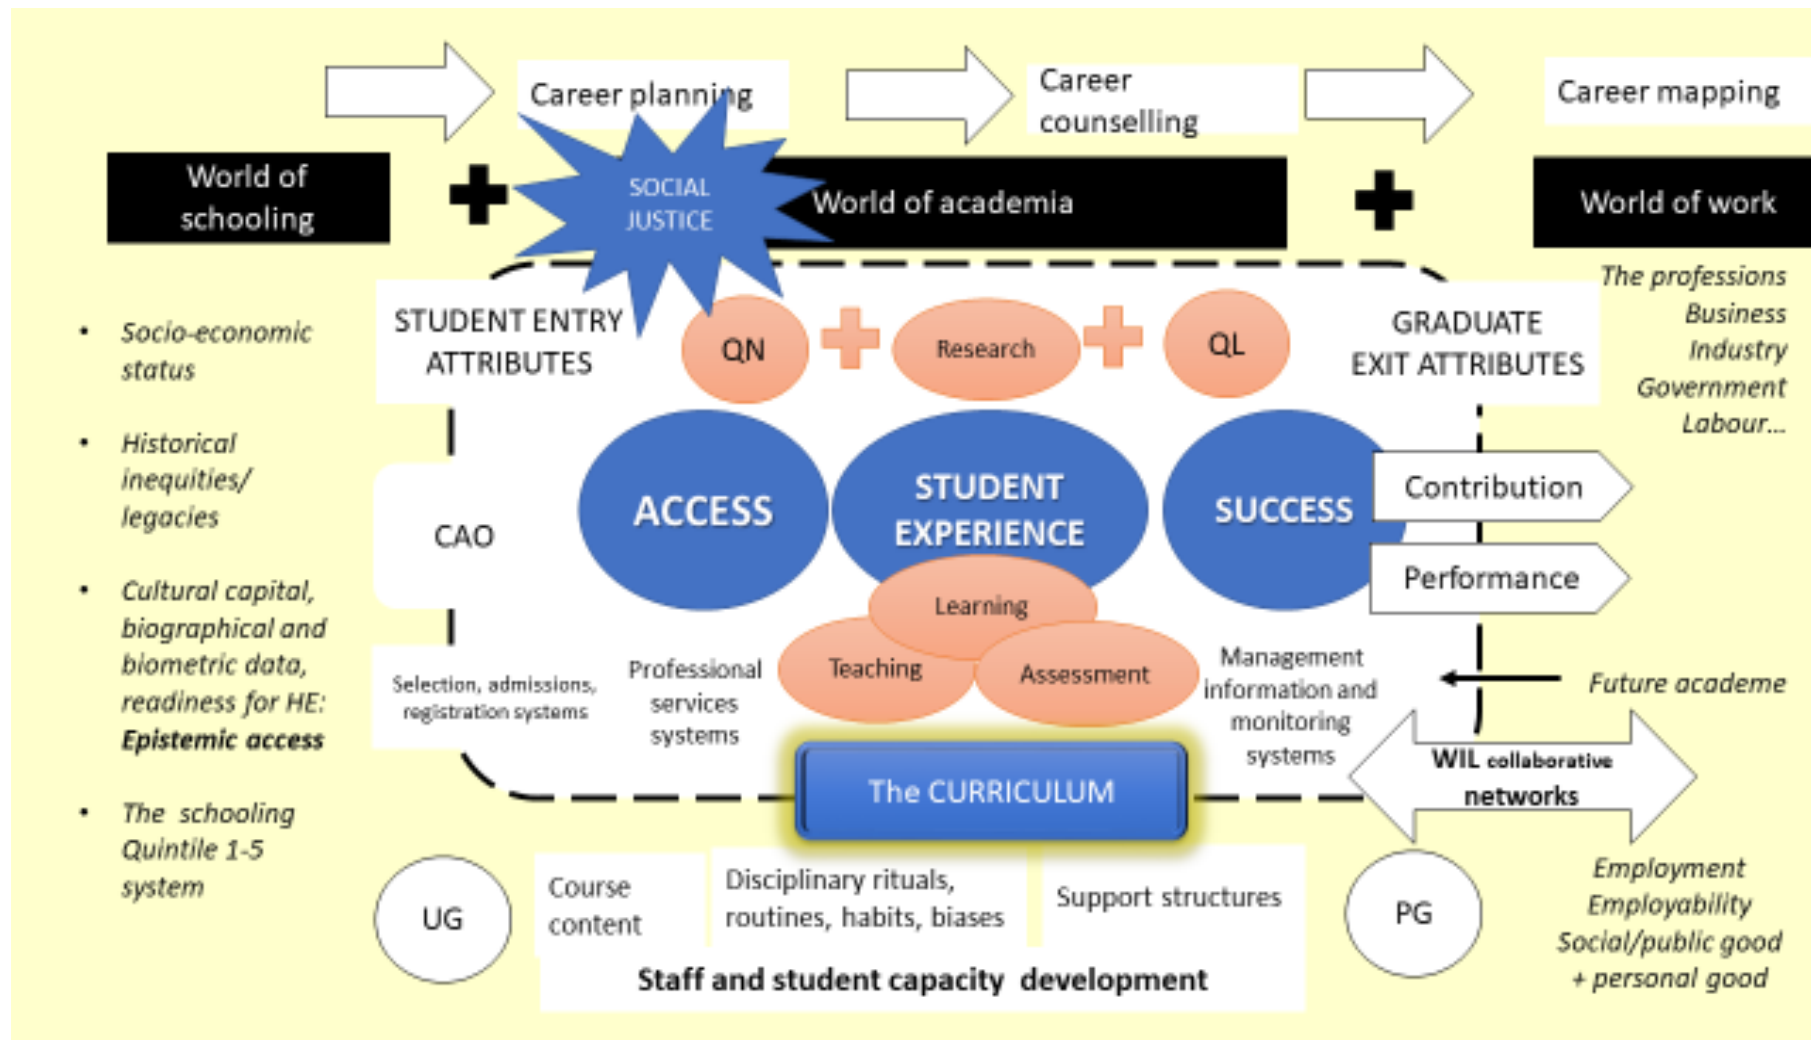 Career planning
Career
counselling
Career mapping
World of
schooling
SOCIAL
JUSTICE
World of academia
World of work
• Socio-economic
status
• Historical
inequities/
legacies
• Cultural capital,
biographical and
biometric data,
readiness for HE:
Epistemic access
• The schooling
Quintile 1-5
system
STUDENT ENTRY
ATTRIBUTES
QN
Research
QL
GRADUATE
EXIT ATTRIBUTES
The professions
Business
Industry
Government
Labour...
CAO
ACCESS
STUDENT
EXPERIENCE
SUCCESS
Contribution
Performance
Learning
Teaching
Assessment
Selection, admissions,
registration systems
Professional
services
systems
Management
information and
monitoring
systems
Future academe
WIL collaborative
networks
The CURRICULUM
UG
Course
content
Disciplinary rituals,
routines, habits, biases
Support structures
PG
Staff and student capacity development
Employment
Employability
Social/public good
+ personal good